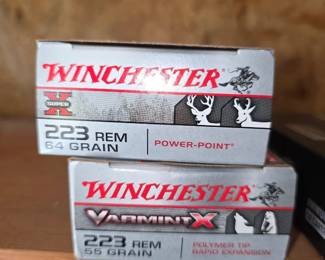 WINCHESTER
SUPER X
223 REM
64 GRAIN
POWER-POINT®
WINCHESTER
VARMINT X
223 REM
55 GRAIN
POLYMER TIP
RAPID EXPANSION